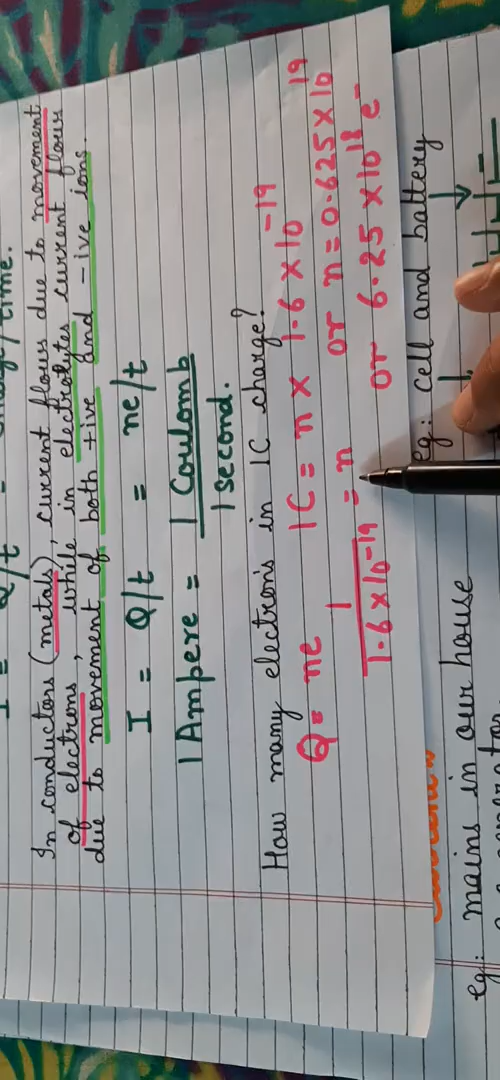 I = Q/t = charge/time.
In conductors (metals), current flows due to movement
of electrons, while in electrolytes current flows
due to movement of both +ive and -ive ions.
I = Q/t = ne/t
1 Ampere = 1 Coulomb
1 second.
How many electrons in 1C charge?
Q = ne 1C = n × 1.6 × 10⁻¹⁹
1 / 1.6 × 10⁻¹⁹ = n or n = 0.625 × 10¹⁹
or 6.25 × 10¹⁸ e⁻
eg: cell and battery
eg: mains in our house